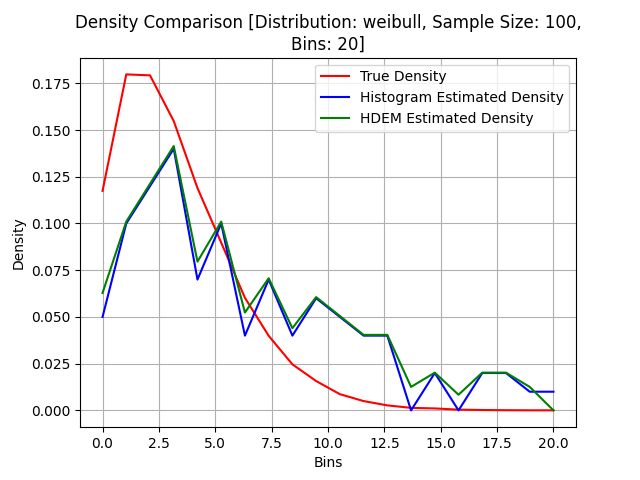 Density Comparison [Distribution: weibull, Sample Size: 100,
Bins: 20]
True Density
Histogram Estimated Density
HDEM Estimated Density
Density
0.175
0.150
0.125
0.100
0.075
0.050
0.025
0.000
0.0 2.5 5.0 7.5 10.0 12.5 15.0 17.5 20.0
Bins